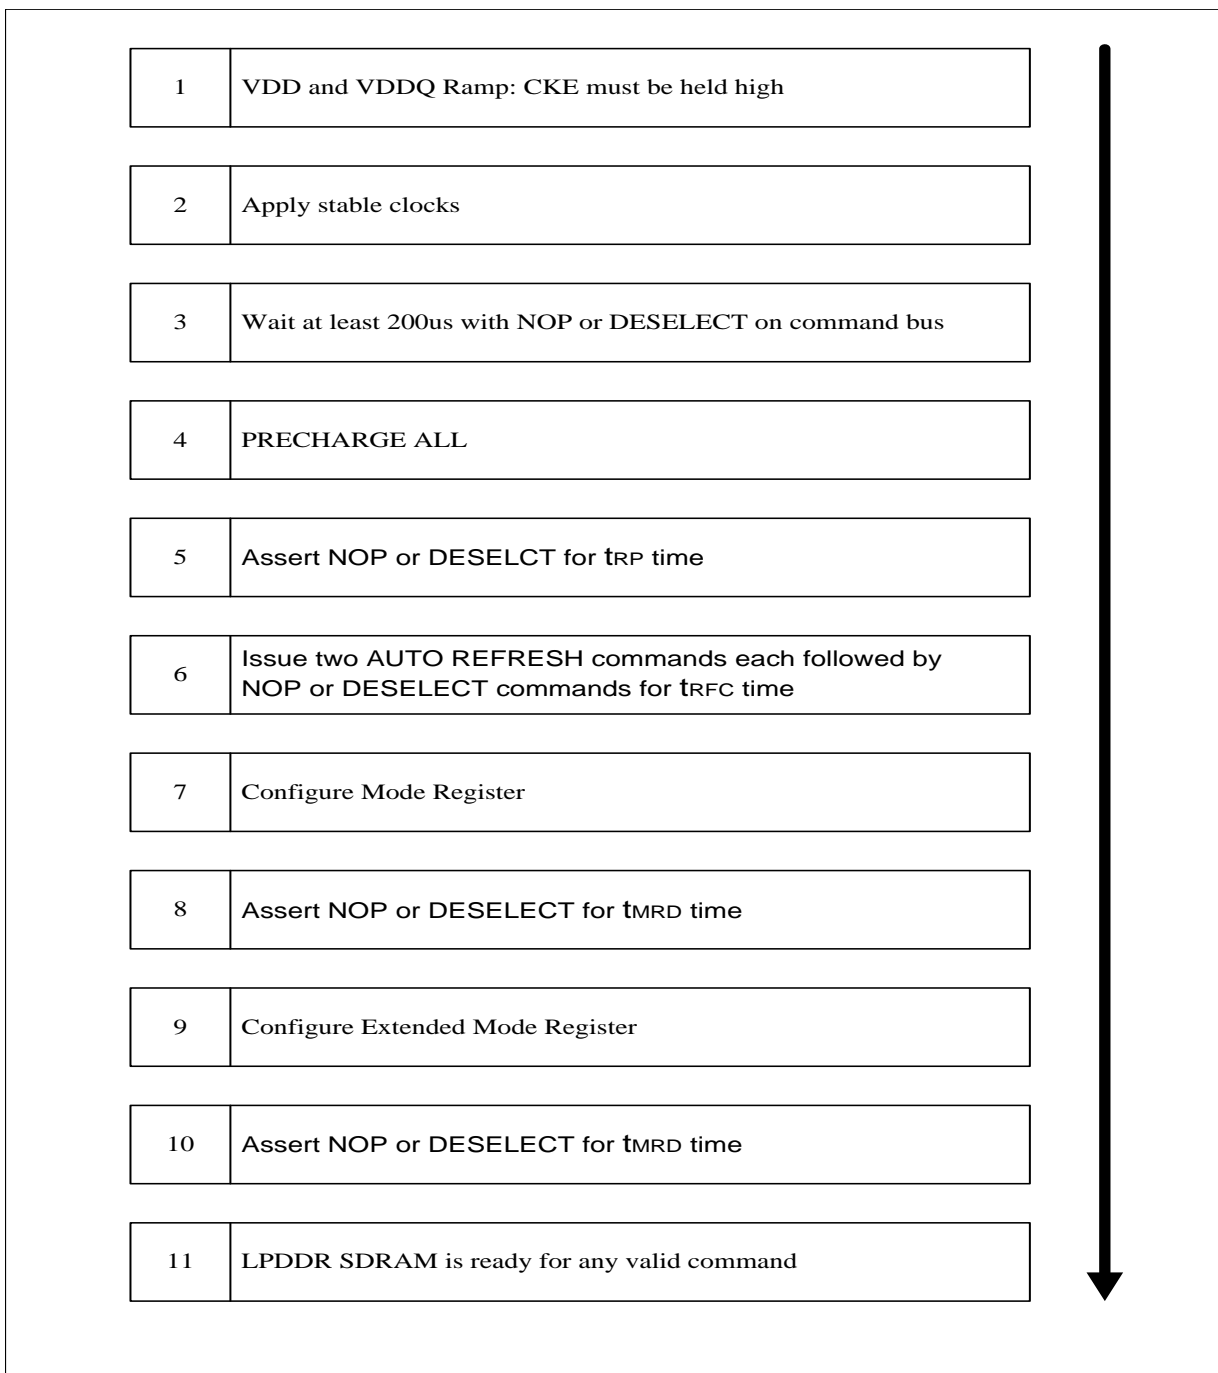 1 VDD and VDDQ Ramp: CKE must be held high
2 Apply stable clocks
3 Wait at least 200us with NOP or DESELECT on command bus
4 PRECHARGE ALL
5 Assert NOP or DESELCT for tRP time
6 Issue two AUTO REFRESH commands each followed by
NOP or DESELECT commands for tRFC time
7 Configure Mode Register
8 Assert NOP or DESELECT for tMRD time
9 Configure Extended Mode Register
10 Assert NOP or DESELECT for tMRD time
11 LPDDR SDRAM is ready for any valid command